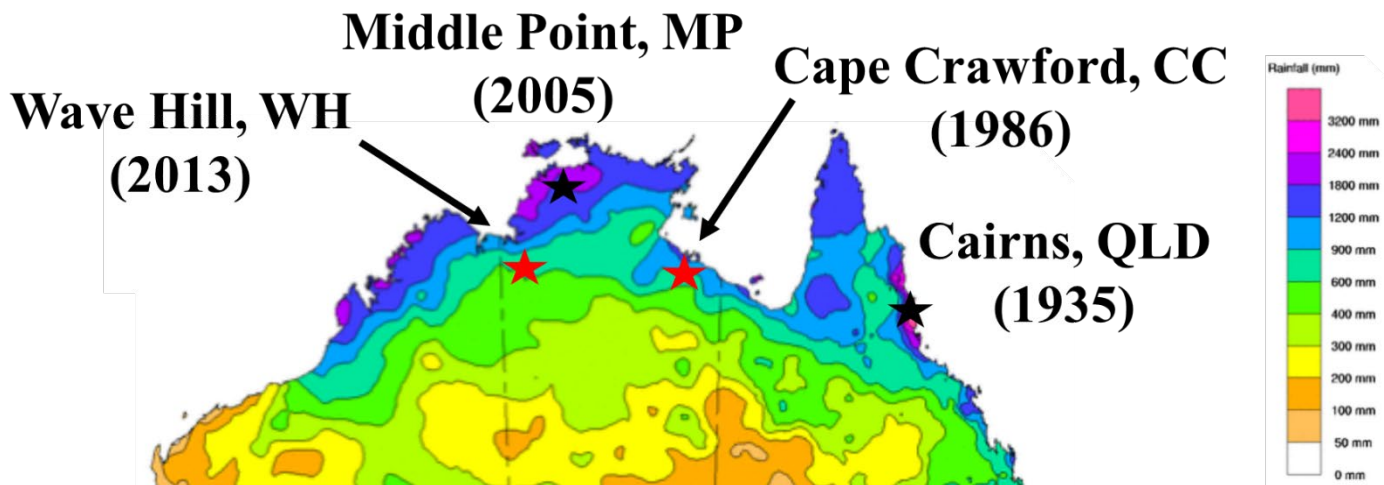 Middle Point, MP
(2005)
Wave Hill, WH
(2013)
Cape Crawford, CC
(1986)
Cairns, QLD
(1935)
Rainfall (mm)
3200 mm
2400 mm
1800 mm
1200 mm
900 mm
600 mm
400 mm
300 mm
200 mm
100 mm
50 mm
0 mm